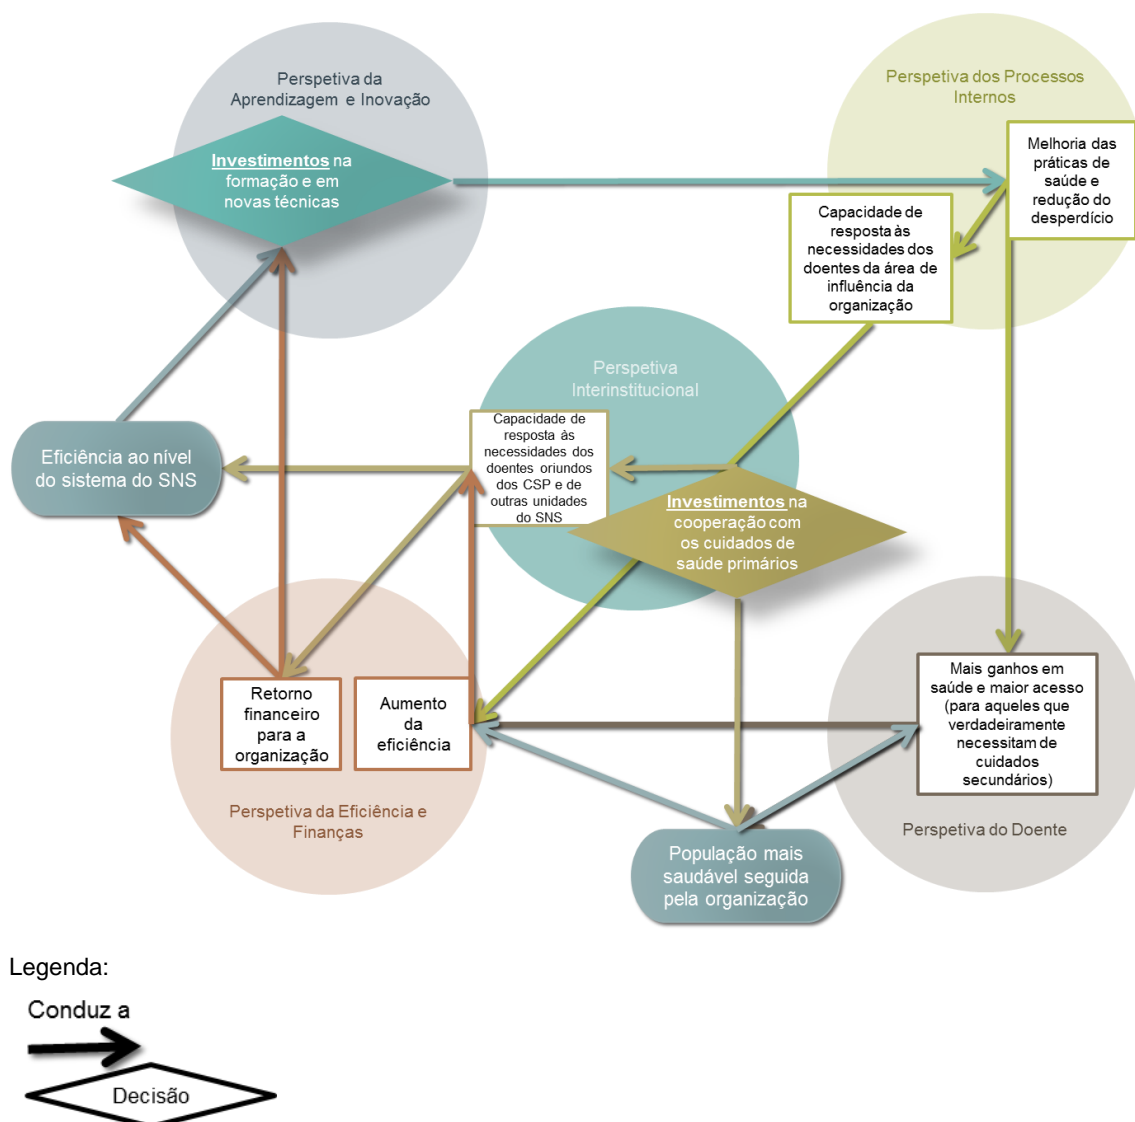 Perspetiva da
Aprendizagem e Inovação
Investimentos na
formação e em
novas técnicas
Perspetiva dos Processos
Internos
Melhoria das
práticas de
saúde e
redução do
desperdício
Capacidade de
resposta às
necessidades dos
doentes da área de
influência da
organização
Perspetiva
Interinstitucional
Capacidade de
resposta às
necessidades dos
doentes oriundos
dos CSP e de
outras unidades
do SNS
Eficiência ao nível
do sistema do SNS
Investimentos na
cooperação com
os cuidados de
saúde primários
Retorno
financeiro
para a
organização
Aumento
da
eficiência
Perspetiva da Eficiência e
Finanças
Mais ganhos em
saúde e maior acesso
(para aqueles que
verdadeiramente
necessitam de
cuidados
secundários)
Perspetiva do Doente
População mais
saudável seguida
pela organização
Legenda:
Conduz a
Decisão